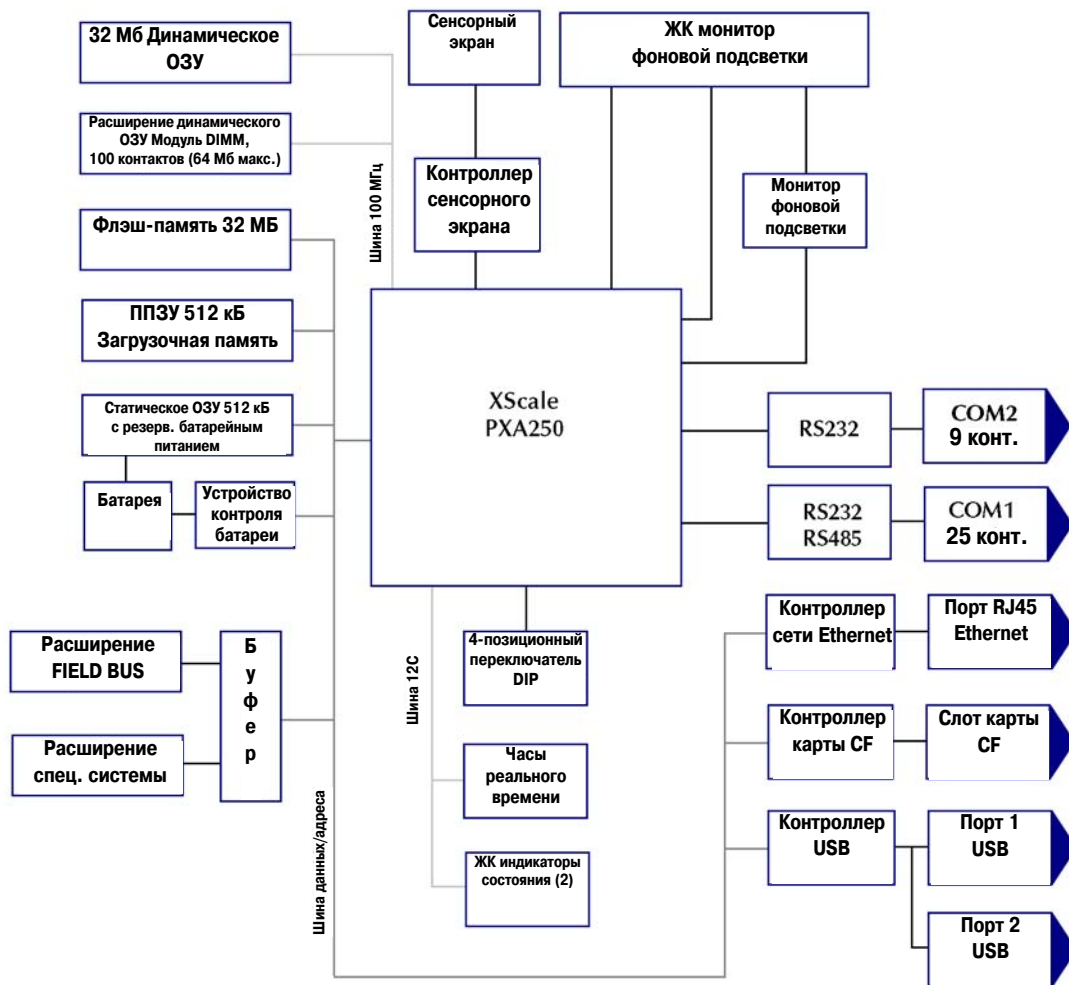 32 Мб Динамическое
ОЗУ
Сенсорный
экран
ЖК монитор
фоновой подсветки
Расширение динамического
ОЗУ Модуль DIMM,
100 контактов (64 Мб макс.)
Шина 100 МГц
Контроллер
сенсорного
экрана
Монитор
фоновой
подсветки
Флэш-память 32 МБ
ППЗУ 512 кБ
Загрузочная память
XScale
PXA250
Статическое ОЗУ 512 кБ
с резерв. батарейным
питанием
RS232
COM2
9 конт.
Батарея
Устройство
контроля
батареи
RS232
RS485
COM1
25 конт.
Расширение
FIELD BUS
Буфер
Шина 12C
4-позиционный
переключатель
DIP
Контроллер
сети Ethernet
Порт RJ45
Ethernet
Расширение
спец. системы
Шина данных/адреса
Часы
реального
времени
Контроллер
карты CF
Слот карты
CF
ЖК индикаторы
состояния (2)
Контроллер
USB
Порт 1
USB
Порт 2
USB